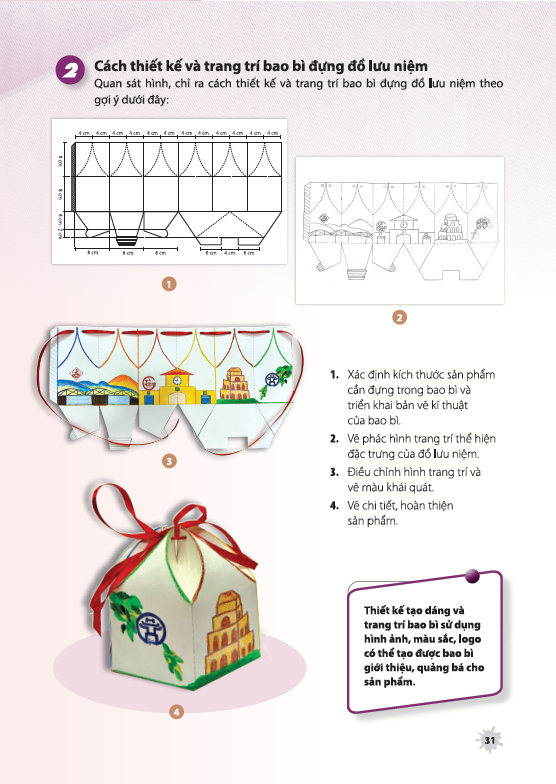 2 Cách thiết kế và trang trí bao bì đựng đồ lưu niệm
Quan sát hình, chỉ ra cách thiết kế và trang trí bao bì đựng đồ lưu niệm theo
gợi ý dưới đây:
4 cm 4 cm 4 cm 4 cm 4 cm 4 cm 4 cm 4 cm
8 cm
8 cm
6 cm
2 cm
8 cm 8 cm 8 cm 6 cm 4 cm 6 cm
1
2
3
1. Xác định kích thước sản phẩm
cần đựng trong bao bì và
triển khai bản vẽ kĩ thuật
của bao bì.
2. Vẽ phác hình trang trí thể hiện
đặc trưng của đồ lưu niệm.
3. Điều chỉnh hình trang trí và
vẽ màu khái quát.
4. Vẽ chi tiết, hoàn thiện
sản phẩm.
4
Thiết kế tạo dáng và
trang trí bao bì sử dụng
hình ảnh, màu sắc, logo
có thể tạo được bao bì
giới thiệu, quảng bá cho
sản phẩm.
31